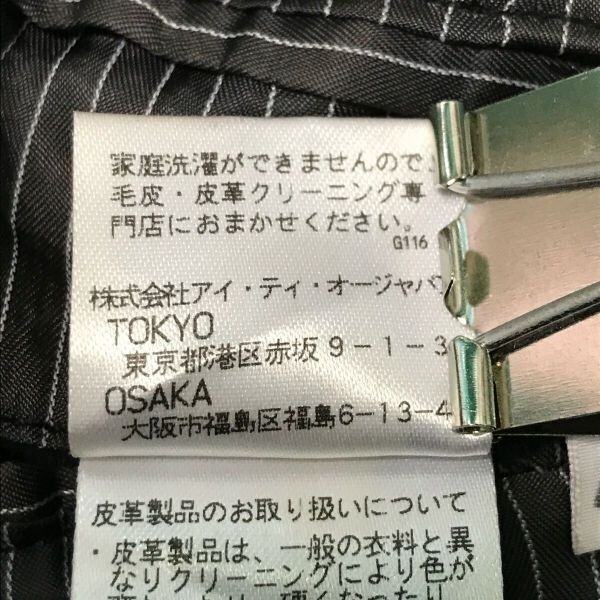 家庭洗濯ができませんので、
毛皮・皮革クリーニング専
門店におまかせください。
G116
株式会社アイ・ティ・オージャパン
TOKYO
東京都港区赤坂9-1-3
OSAKA
大阪市福島区福島6-13-4
皮革製品のお取り扱いについて
・皮革製品は、一般の衣料と異
なりクリーニングにより色が